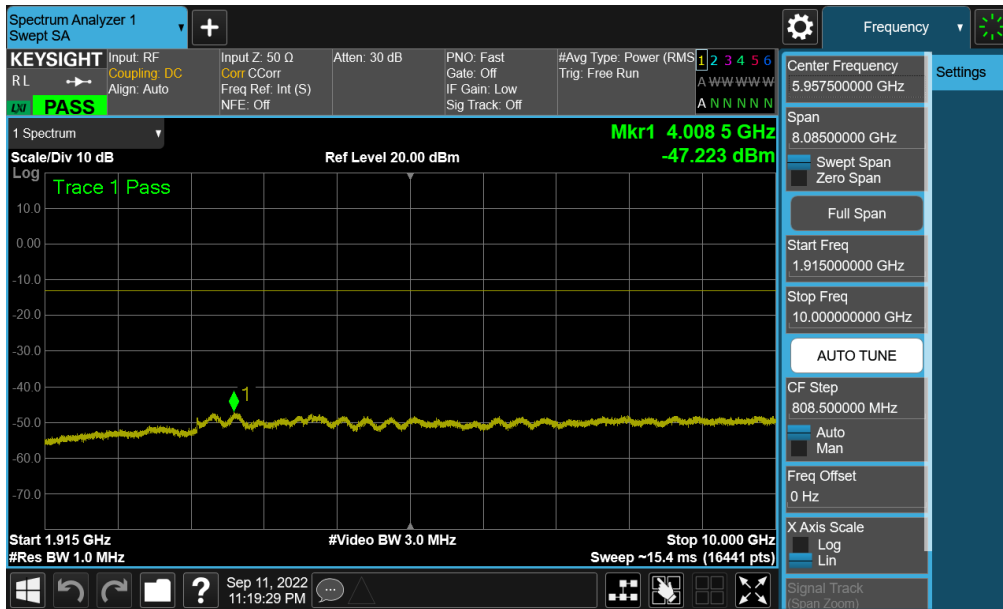 Spectrum Analyzer 1
Swept SA
Frequency
KEYSIGHT
R L
LXI PASS
Input: RF
Coupling: DC
Align: Auto
Input Z: 50 Ω
Corr CCorr
Freq Ref: Int (S)
NFE: Off
Atten: 30 dB
PNO: Fast
Gate: Off
IF Gain: Low
Sig Track: Off
#Avg Type: Power (RMS
Trig: Free Run
1 2 3 4 5 6
A W W W W W
A N N N N N
1 Spectrum
Scale/Div 10 dB
Ref Level 20.00 dBm
Mkr1 4.008 5 GHz
-47.223 dBm
Log
Trace 1 Pass
10.0
0.00
-10.0
-20.0
-30.0
-40.0
-50.0
-60.0
-70.0
1
Start 1.915 GHz
#Video BW 3.0 MHz
Stop 10.000 GHz
#Res BW 1.0 MHz
Sweep ~15.4 ms (16441 pts)
Sep 11, 2022
11:19:29 PM
Center Frequency
5.957500000 GHz
Span
8.08500000 GHz
Swept Span
Zero Span
Full Span
Start Freq
1.915000000 GHz
Stop Freq
10.000000000 GHz
AUTO TUNE
CF Step
808.500000 MHz
Auto
Man
Freq Offset
0 Hz
X Axis Scale
Log
Lin
Signal Track
(Span Zoom)
Settings